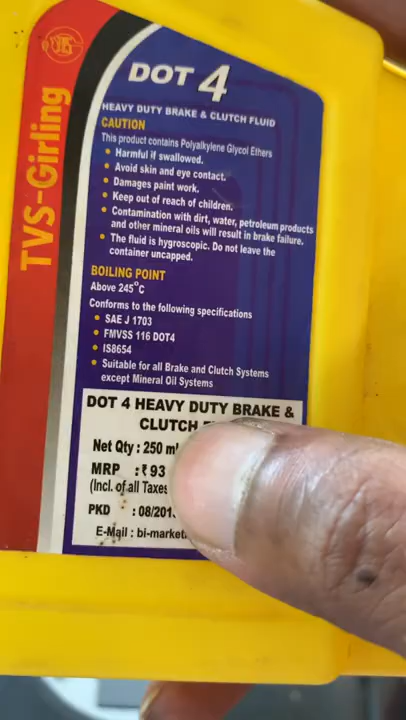 TVS-Girling
DOT 4
HEAVY DUTY BRAKE & CLUTCH FLUID
CAUTION
This product contains Polyalkylene Glycol Ethers
• Harmful if swallowed.
• Avoid skin and eye contact.
• Damages paint work.
• Keep out of reach of children.
• Contamination with dirt, water, petroleum products
and other mineral oils will result in brake failure.
• The fluid is hygroscopic. Do not leave the
container uncapped.
BOILING POINT
Above 245°C
Conforms to the following specifications
• SAE J 1703
• FMVSS 116 DOT4
• IS8654
• Suitable for all Brake and Clutch Systems
except Mineral Oil Systems
DOT 4 HEAVY DUTY BRAKE &
CLUTCH
Net Qty : 250 ml
MRP : ₹ 93
(Incl. of all Taxes
PKD : 08/201
E-Mail : bi-market